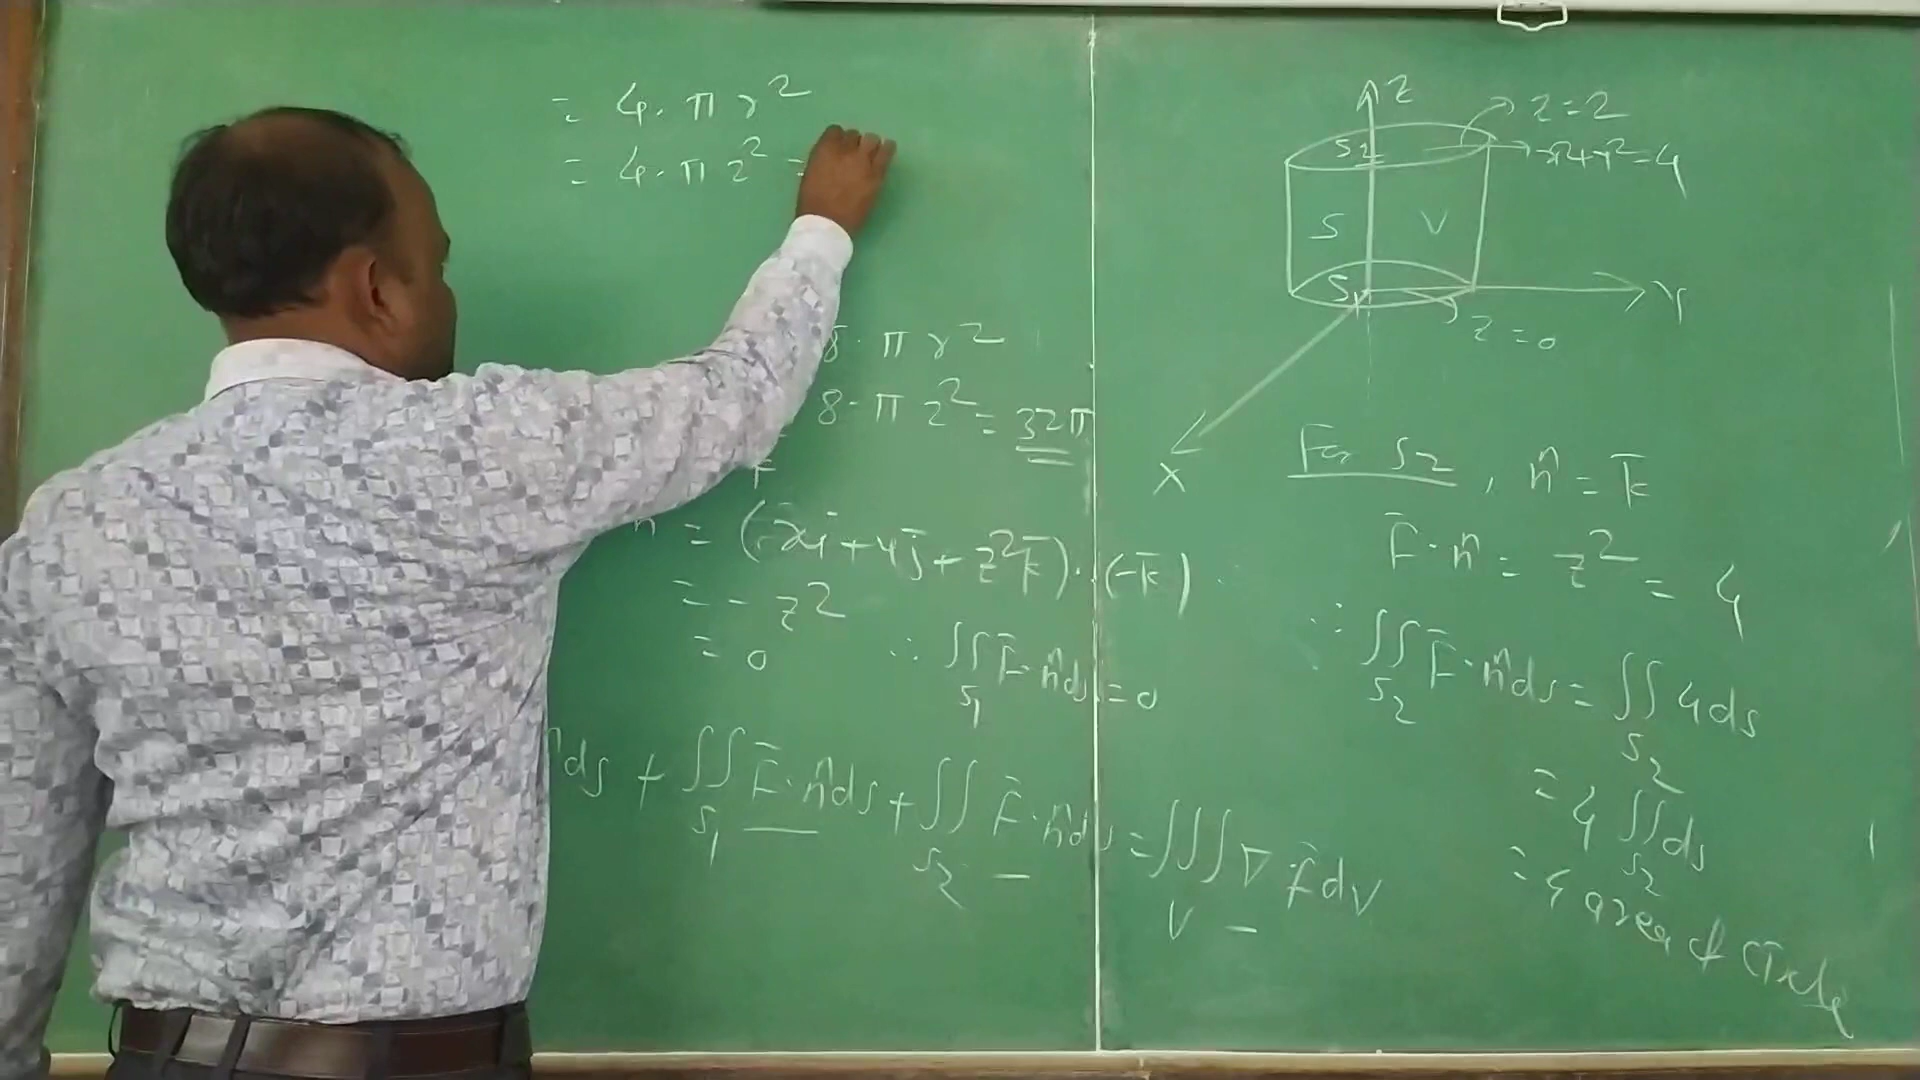 = 4 · π r²
= 4 · π 2² =
8 · π r²
8 · π 2² = 32π
n = (xi + yj + z²k̄) · (-k̄)
= - z²
= 0 ∴ ∬S₁ F̄ · n̂ ds = 0
ds + ∬S₁ F̄ · n̂ ds + ∬S₂ F̄ · n̂ ds = ∭V ∇ · F̄ dv
Z
z = 2
x² + y² = 4
S₂
S
V
S₁
Y
z = 0
X
For S₂, n̂ = k̄
F̄ · n̂ = z² = 4
∴ ∬S₂ F̄ · n̂ ds = ∬S₂ 4 ds
= 4 ∬S₂ ds
= 4 area of Circle